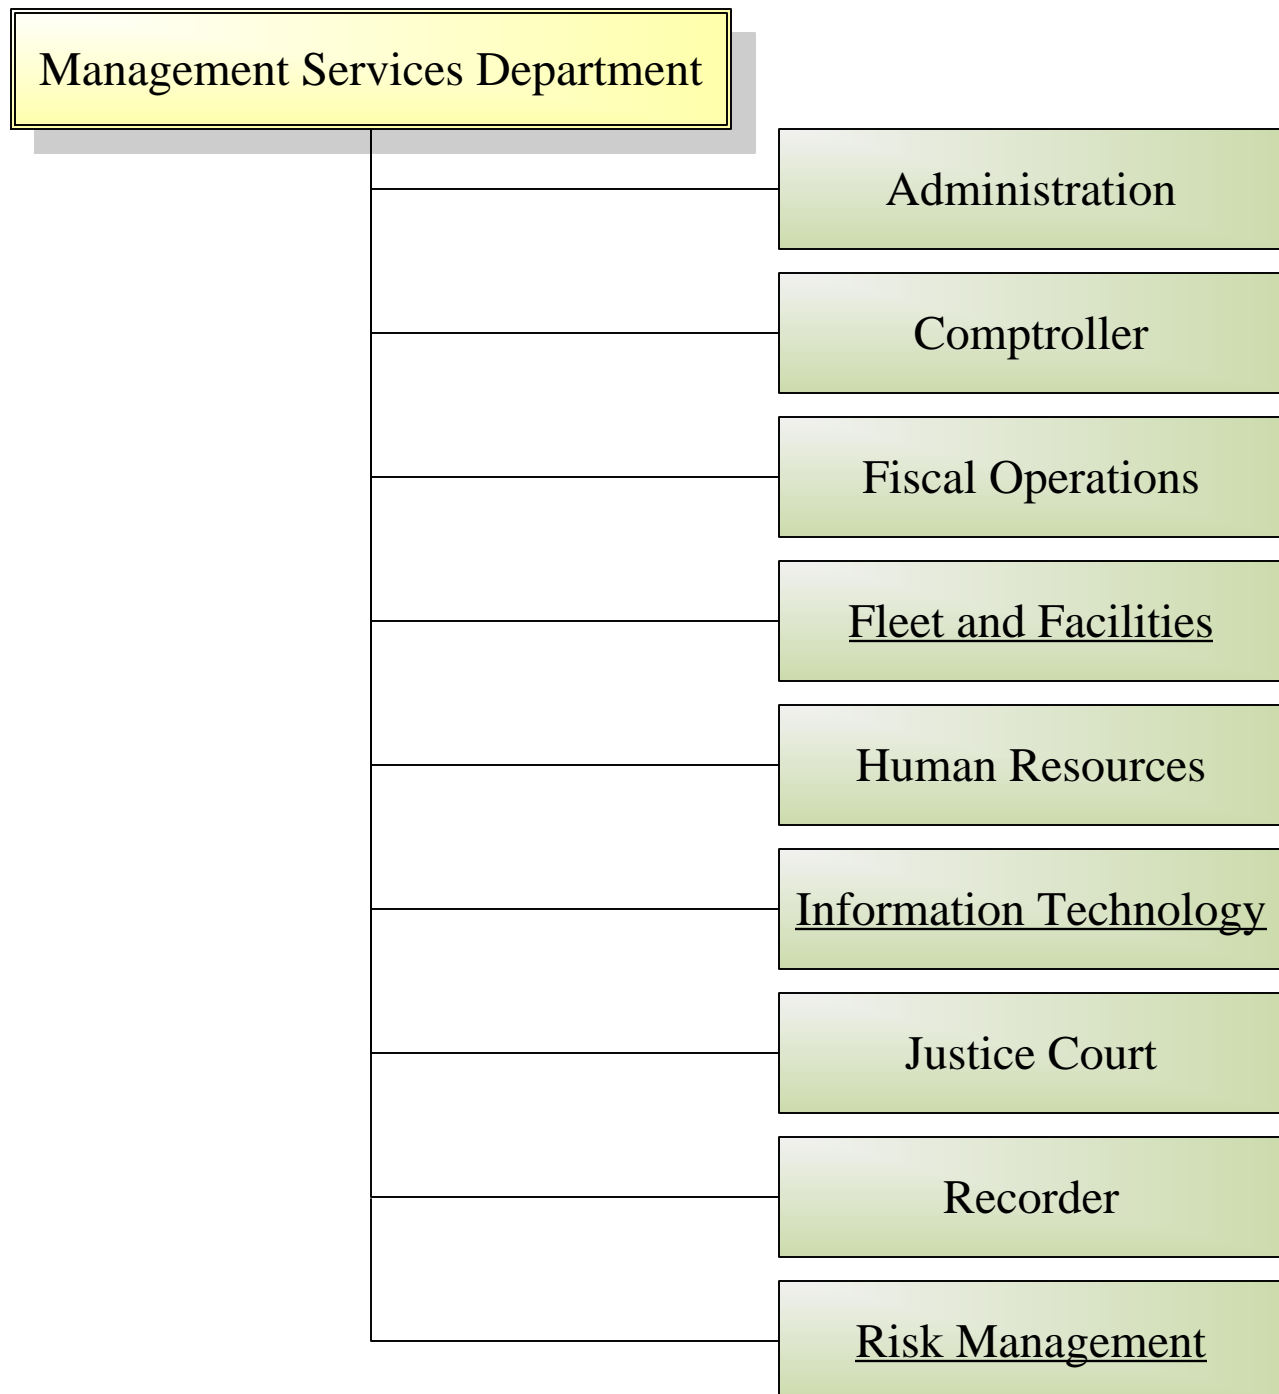 Management Services Department
Administration
Comptroller
Fiscal Operations
Fleet and Facilities
Human Resources
Information Technology
Justice Court
Recorder
Risk Management